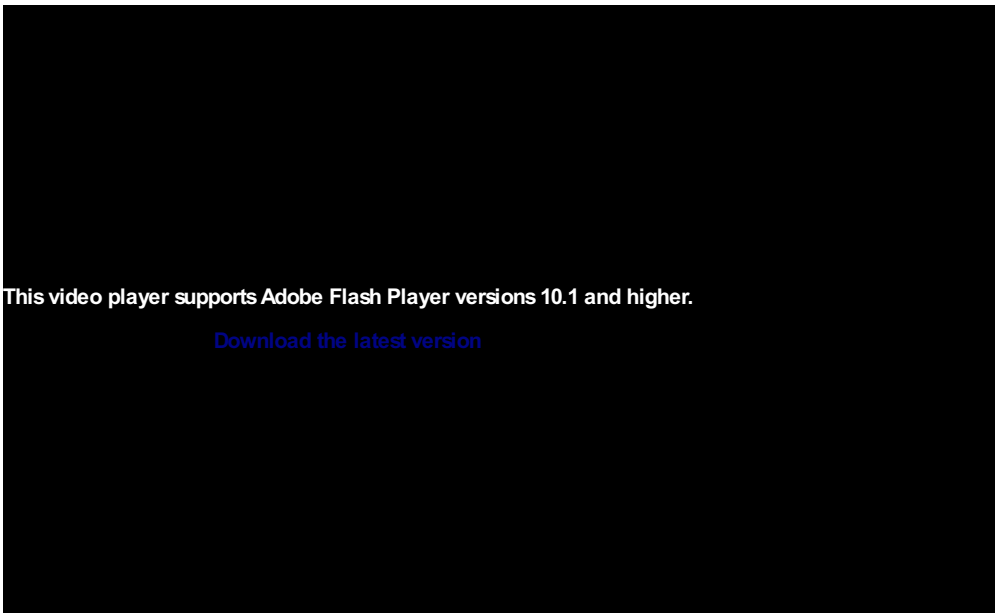 This video player supports Adobe Flash Player versions 10.1 and higher.
Download the latest version